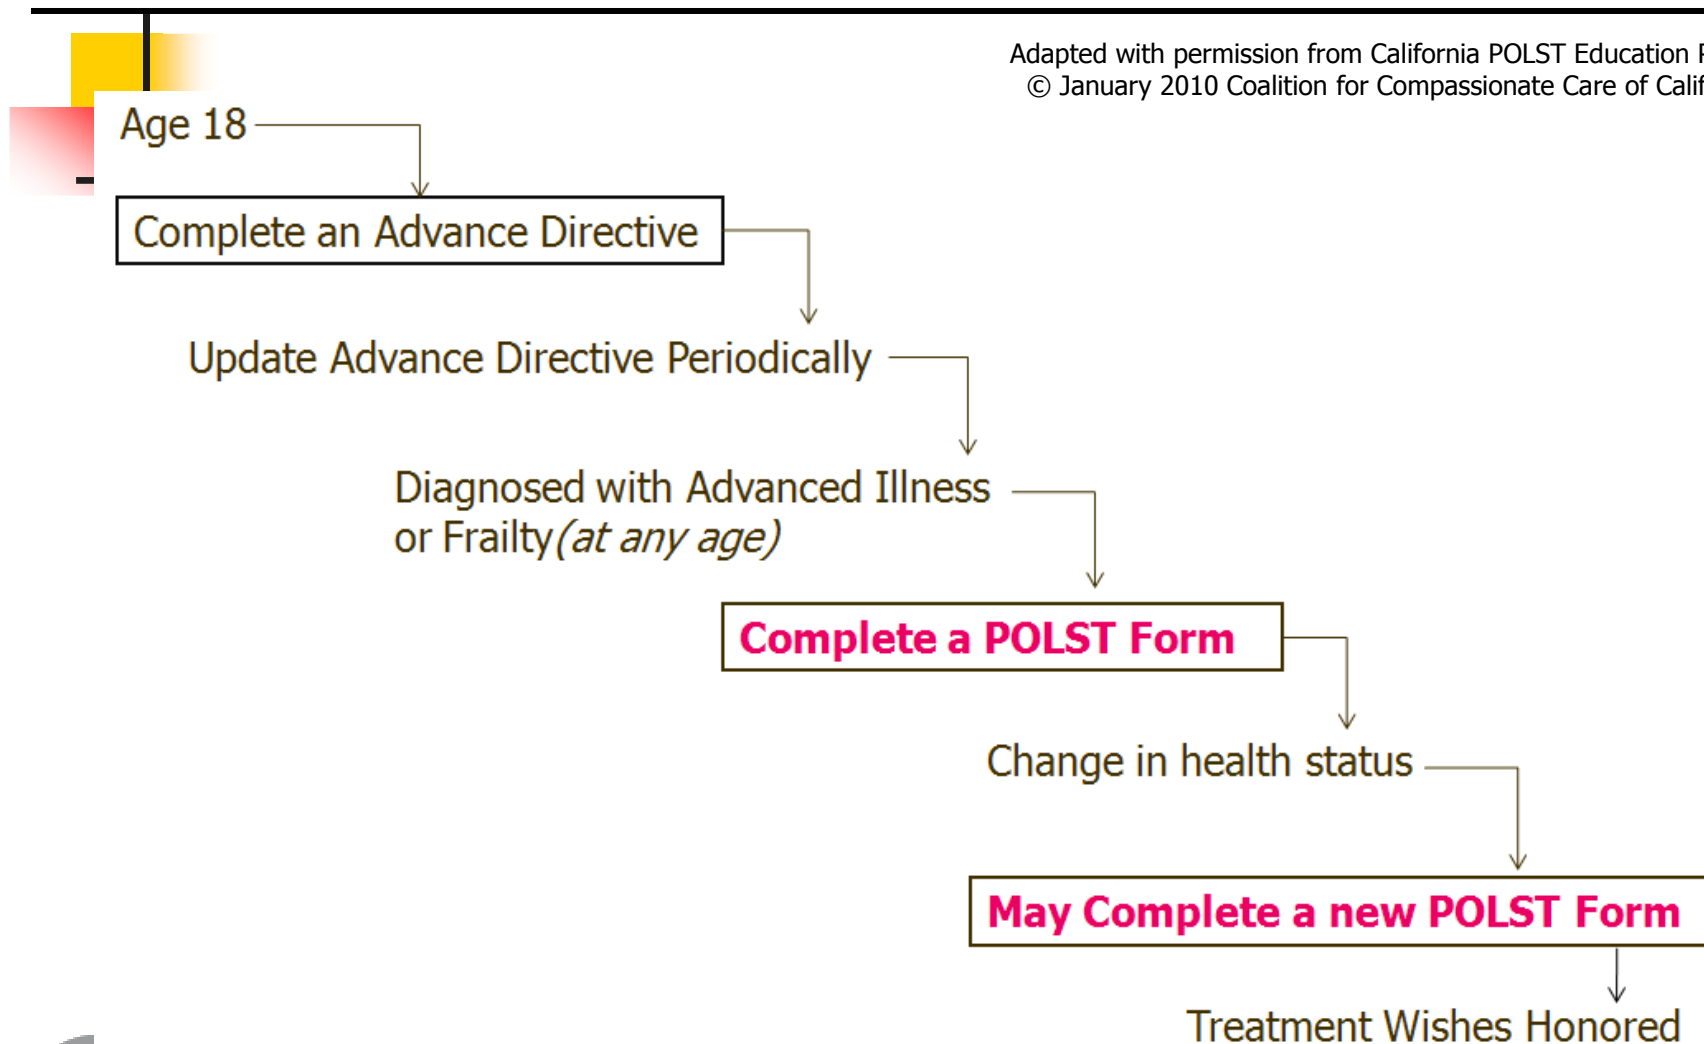 Adapted with permission from California POLST Education
© January 2010 Coalition for Compassionate Care of
Age 18
Complete an Advance Directive
Update Advance Directive Periodically
Diagnosed with Advanced Illness
or Frailty (at any age)
Complete a POLST Form
Change in health status
May Complete a new POLST Form
Treatment Wishes Honored